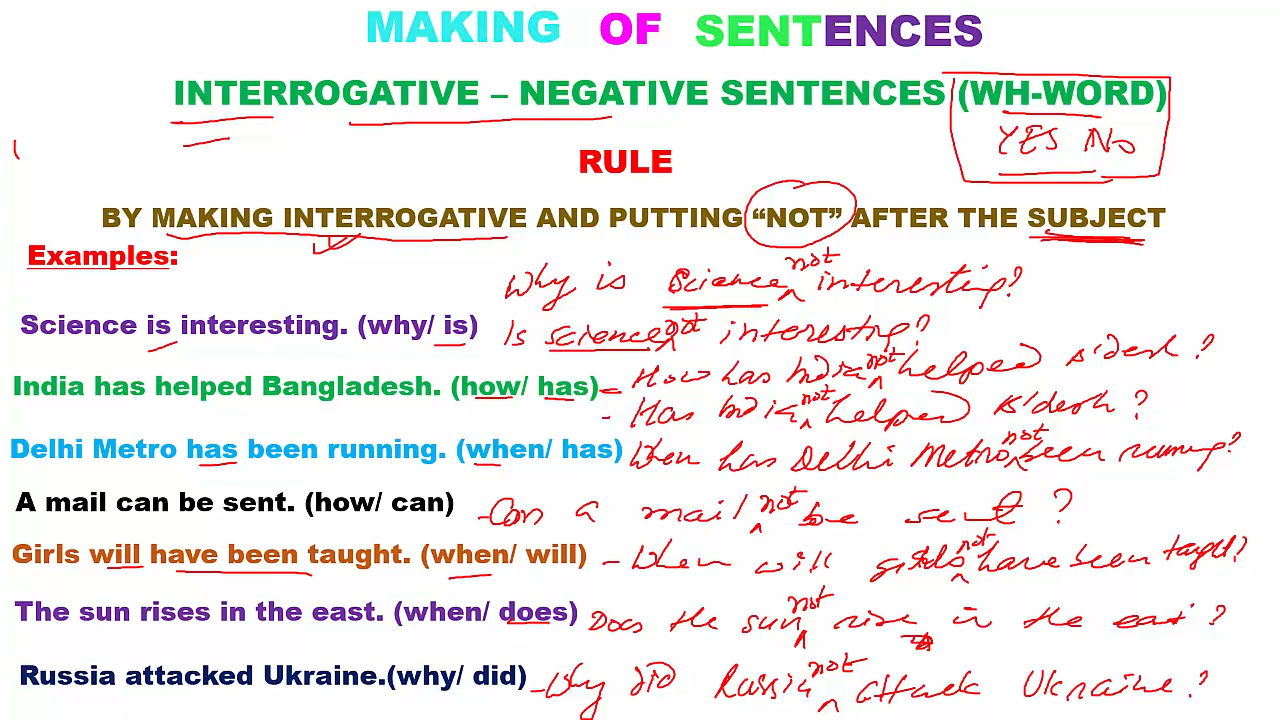 MAKING OF SENTENCES
INTERROGATIVE – NEGATIVE SENTENCES (WH-WORD)
YES NO
RULE
BY MAKING INTERROGATIVE AND PUTTING “NOT” AFTER THE SUBJECT
Examples:
Why is Science not interesting?
Science is interesting. (why/ is)
Is science not interesting?
India has helped Bangladesh. (how/ has)
- How has India not helped B'desh?
- Has India not helped B'desh?
Delhi Metro has been running. (when/ has)
When has Delhi Metro not been running?
A mail can be sent. (how/ can)
- Can a mail not be sent?
Girls will have been taught. (when/ will)
- When will girls not have been taught?
The sun rises in the east. (when/ does)
Does the sun not rise in the east?
Russia attacked Ukraine.(why/ did)
- Why did Russia not attack Ukraine?